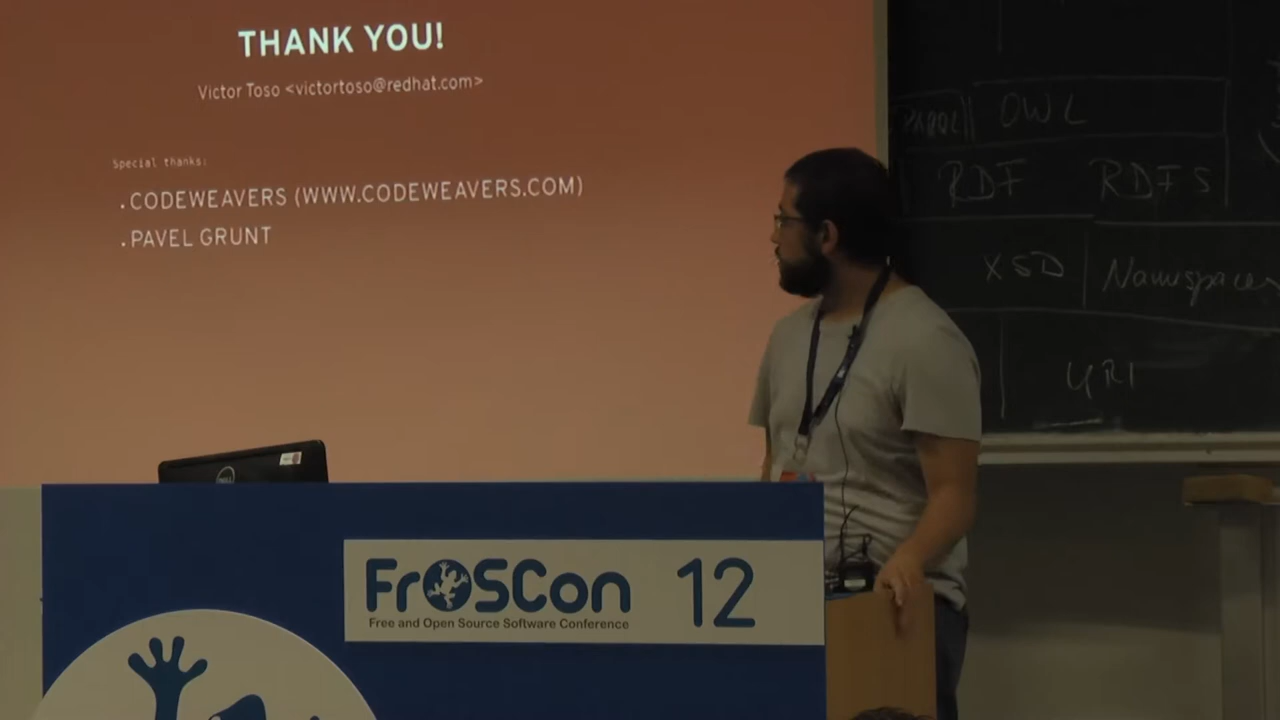 THANK YOU!
Victor Toso <victortoso@redhat.com>
Special thanks:
. CODEWEAVERS (WWW.CODEWEAVERS.COM)
. PAVEL GRUNT
OWL
RDF RDFS
XSD Namespaces
URI
DELL
FrOSCon 12
Free and Open Source Software Conference